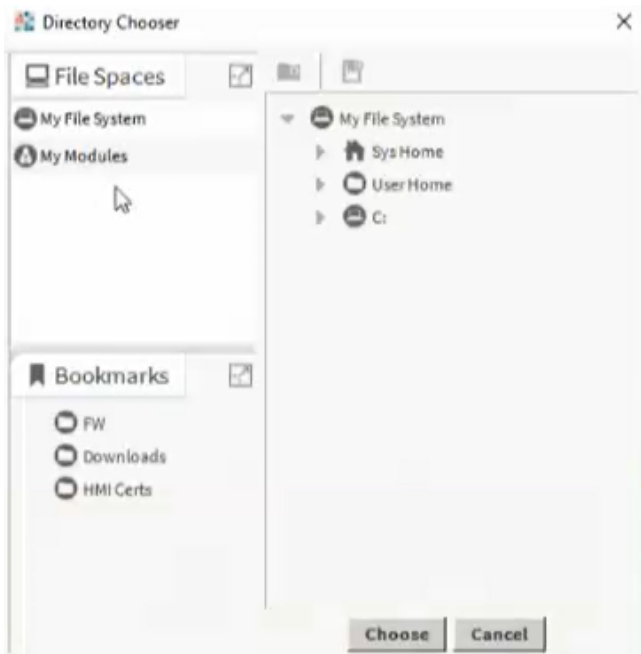 Directory Chooser
File Spaces
My File System
My Modules
Bookmarks
FW
Downloads
HMI Certs
My File System
Sys Home
User Home
C:
Choose
Cancel